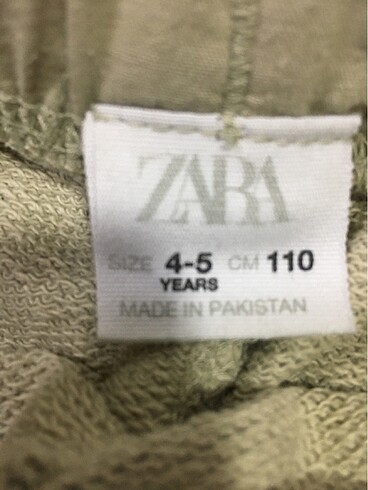 ZARA
SIZE 4-5 CM 110
YEARS
MADE IN PAKISTAN